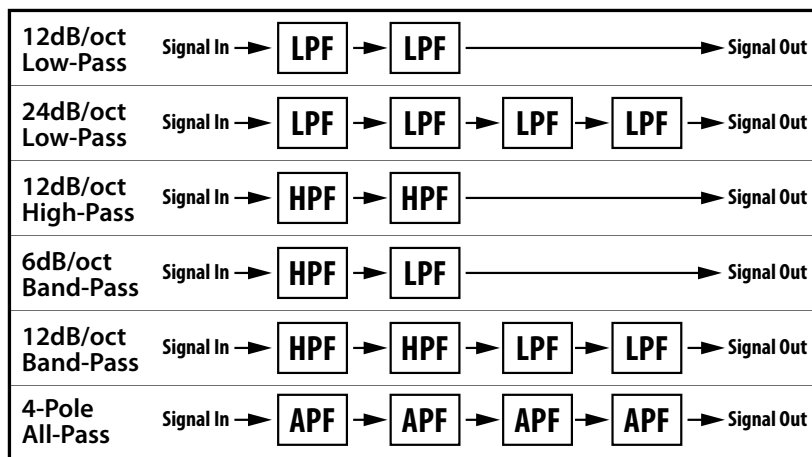 12dB/oct
Low-Pass
Signal In LPF LPF Signal Out
24dB/oct
Low-Pass
Signal In LPF LPF LPF LPF Signal Out
12dB/oct
High-Pass
Signal In HPF HPF Signal Out
6dB/oct
Band-Pass
Signal In HPF LPF Signal Out
12dB/oct
Band-Pass
Signal In HPF HPF LPF LPF Signal Out
4-Pole
All-Pass
Signal In APF APF APF APF Signal Out